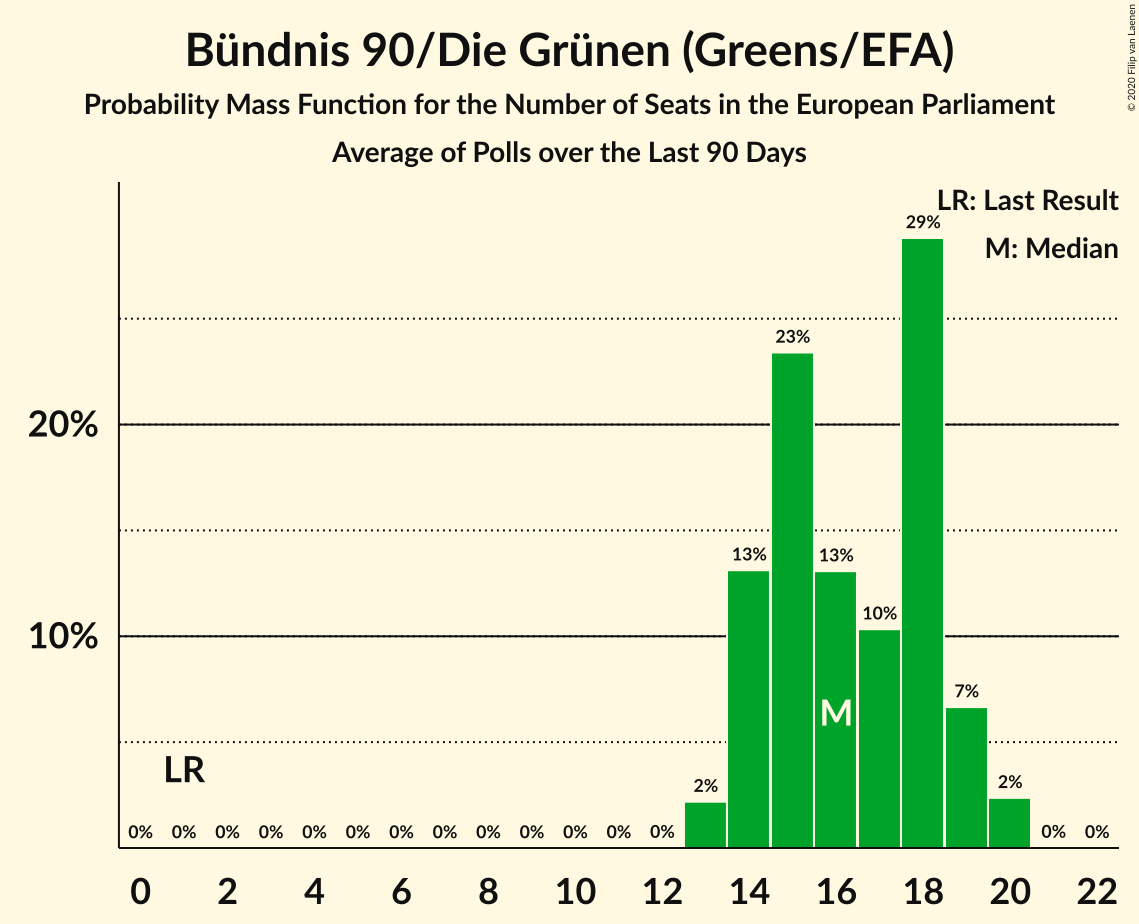 Bündnis 90/Die Grünen (Greens/EFA)
Probability Mass Function for the Number of Seats in the European Parliament
Average of Polls over the Last 90 Days
© 2020 Filip van Laenen
LR: Last Result
M: Median
29%
23%
20%
13% 13%
10%
10%
7%
M
LR
2% 2%
0% 0% 0% 0% 0% 0% 0% 0% 0% 0% 0% 0% 0% 0% 0%
0 2 4 6 8 10 12 14 16 18 20 22